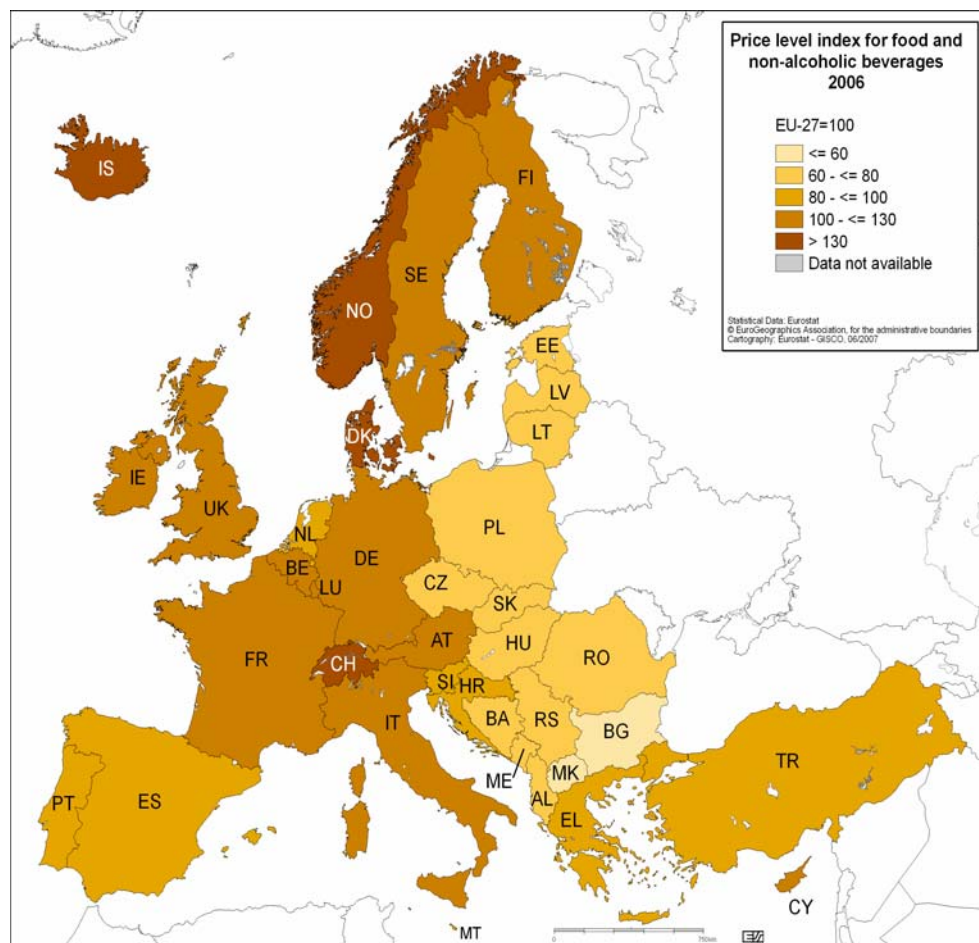 Price level index for food and
non-alcoholic beverages
2006
EU-27=100
<= 60
60 - <= 80
80 - <= 100
100 - <= 130
> 130
Data not available
Statistical Data: Eurostat
© EuroGeographics Association, for the administrative boundaries
Cartography: Eurostat - GISCO, 06/2007
IS
FI
SE
NO
EE
LV
DK
LT
IE
UK
PL
NL
DE
BE
CZ
LU
SK
AT
HU
FR
RO
CH
SI
HR
IT
BA
RS
BG
TR
ME
MK
PT
ES
AL
EL
CY
MT